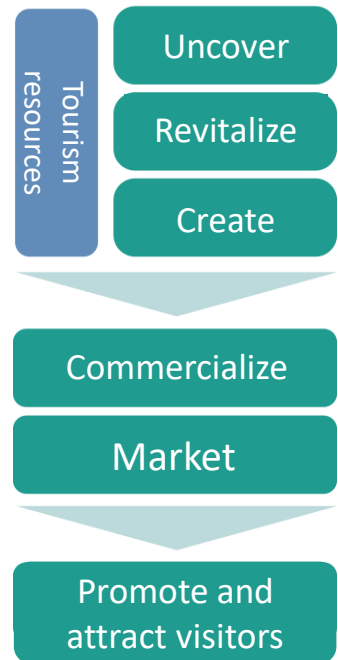 Tourism
resources
Uncover
Revitalize
Create
Commercialize
Market
Promote and
attract visitors